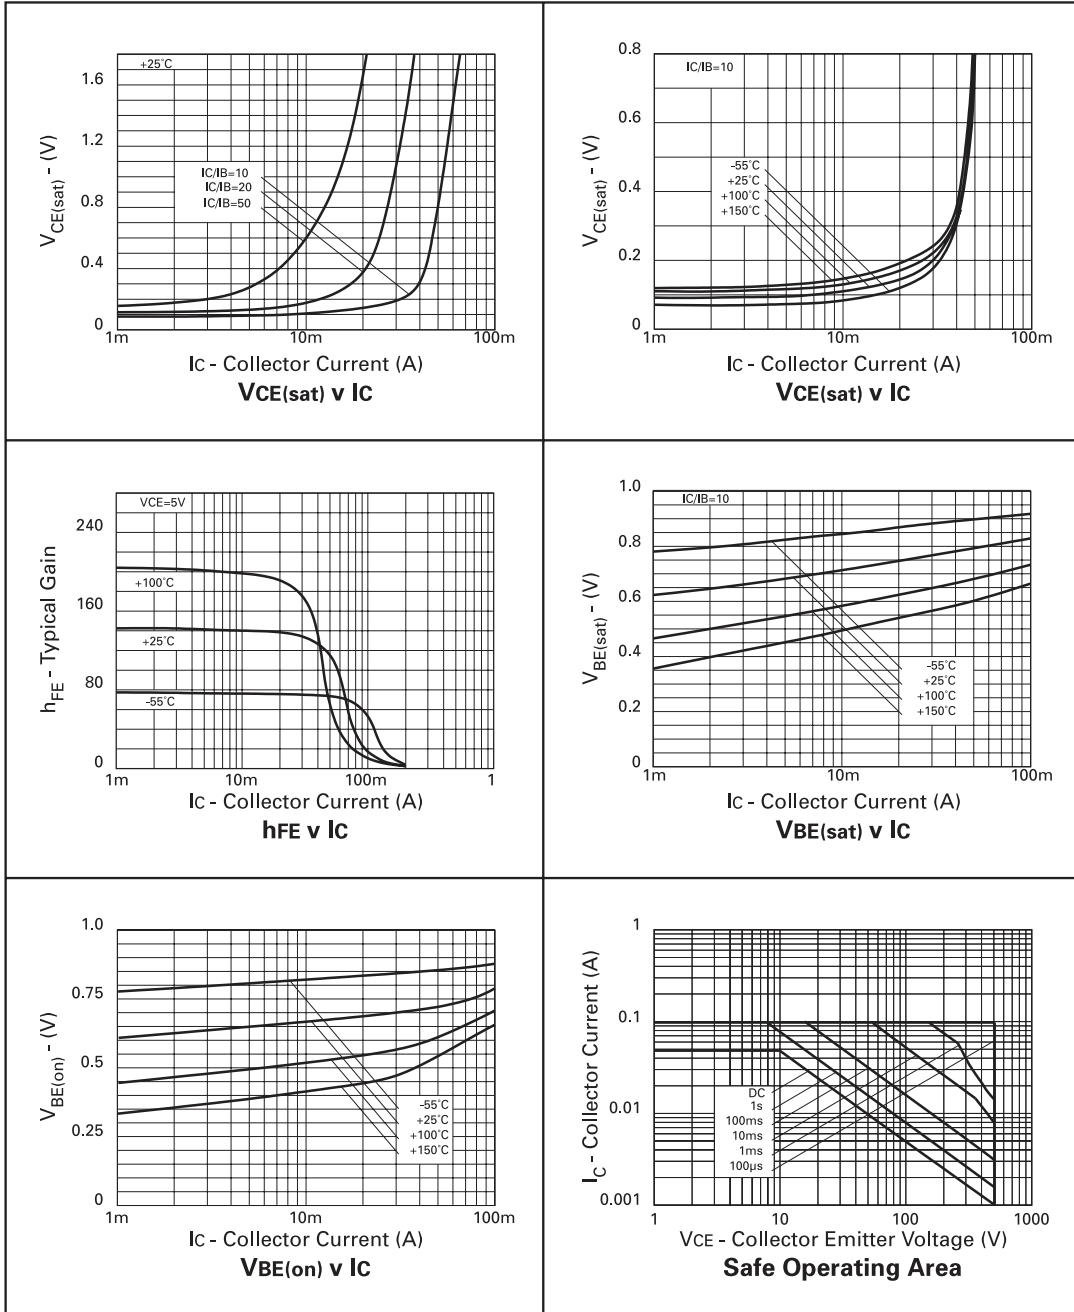 +25°C
1.6
1.2
0.8
0.4
0
IC/IB=10
IC/IB=20
IC/IB=50
VCE(sat) - (V)
1m 10m 100m
IC - Collector Current (A)
VCE(sat) v IC
IC/IB=10
0.8
0.6
0.4
0.2
0
-55°C
+25°C
+100°C
+150°C
VCE(sat) - (V)
1m 10m 100m
IC - Collector Current (A)
VCE(sat) v IC
VCE=5V
240
160
80
0
+100°C
+25°C
-55°C
hFE - Typical Gain
1m 10m 100m 1
IC - Collector Current (A)
hFE v IC
IC/IB=10
1.0
0.8
0.6
0.4
0.2
0
-55°C
+25°C
+100°C
+150°C
VBE(sat) - (V)
1m 10m 100m
IC - Collector Current (A)
VBE(sat) v IC
1.0
0.75
0.5
0.25
0
-55°C
+25°C
+100°C
+150°C
VBE(on) - (V)
1m 10m 100m
IC - Collector Current (A)
VBE(on) v IC
1
0.1
0.01
0.001
DC
1s
100ms
10ms
1ms
100µs
IC - Collector Current (A)
1 10 100 1000
VCE - Collector Emitter Voltage (V)
Safe Operating Area